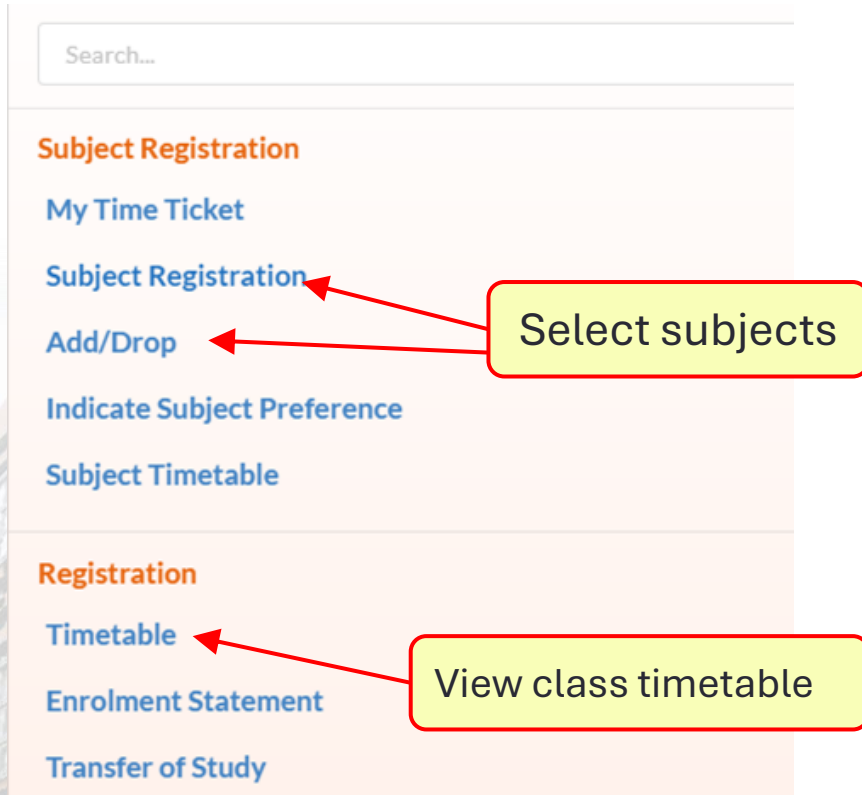 Search...
Subject Registration
My Time Ticket
Subject Registration
Add/Drop
Select subjects
Indicate Subject Preference
Subject Timetable
Registration
Timetable
View class timetable
Enrolment Statement
Transfer of Study